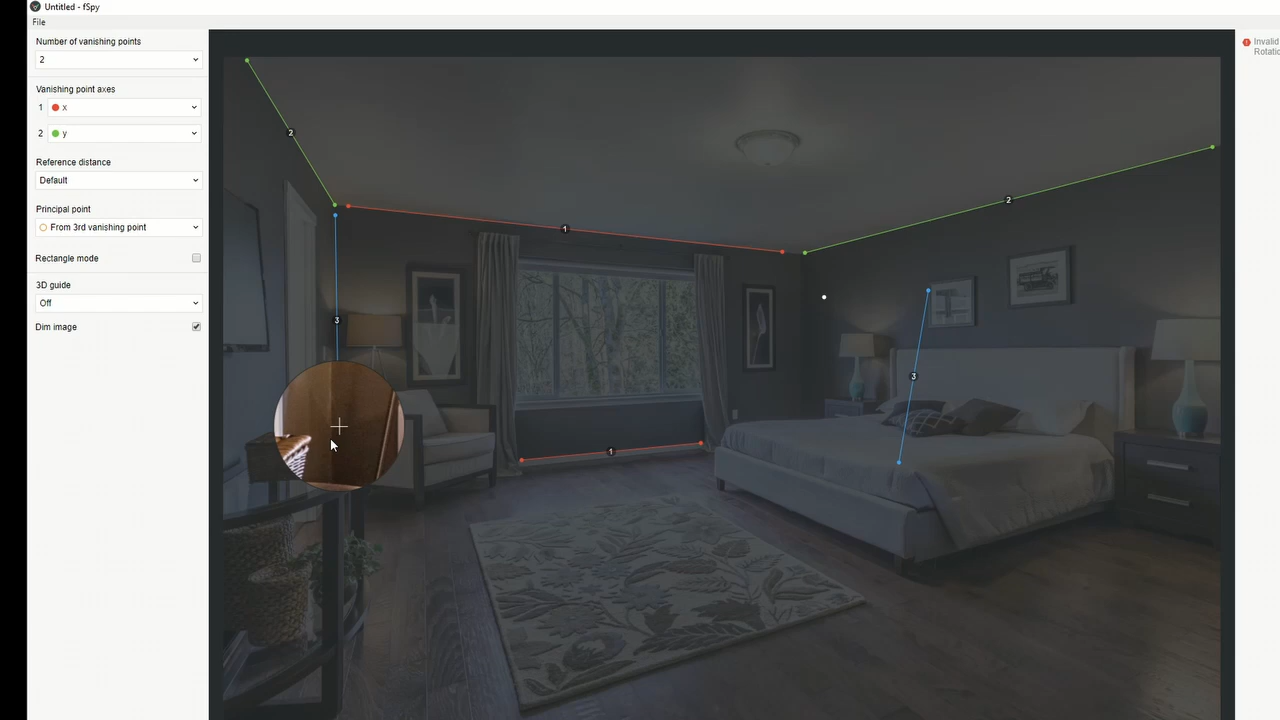 Untitled - fSpy
File
Number of vanishing points
2
Vanishing point axes
1 x
2 y
Reference distance
Default
Principal point
From 3rd vanishing point
Rectangle mode
3D guide
Off
Dim image
Invalid
2
1
2
3
3
1